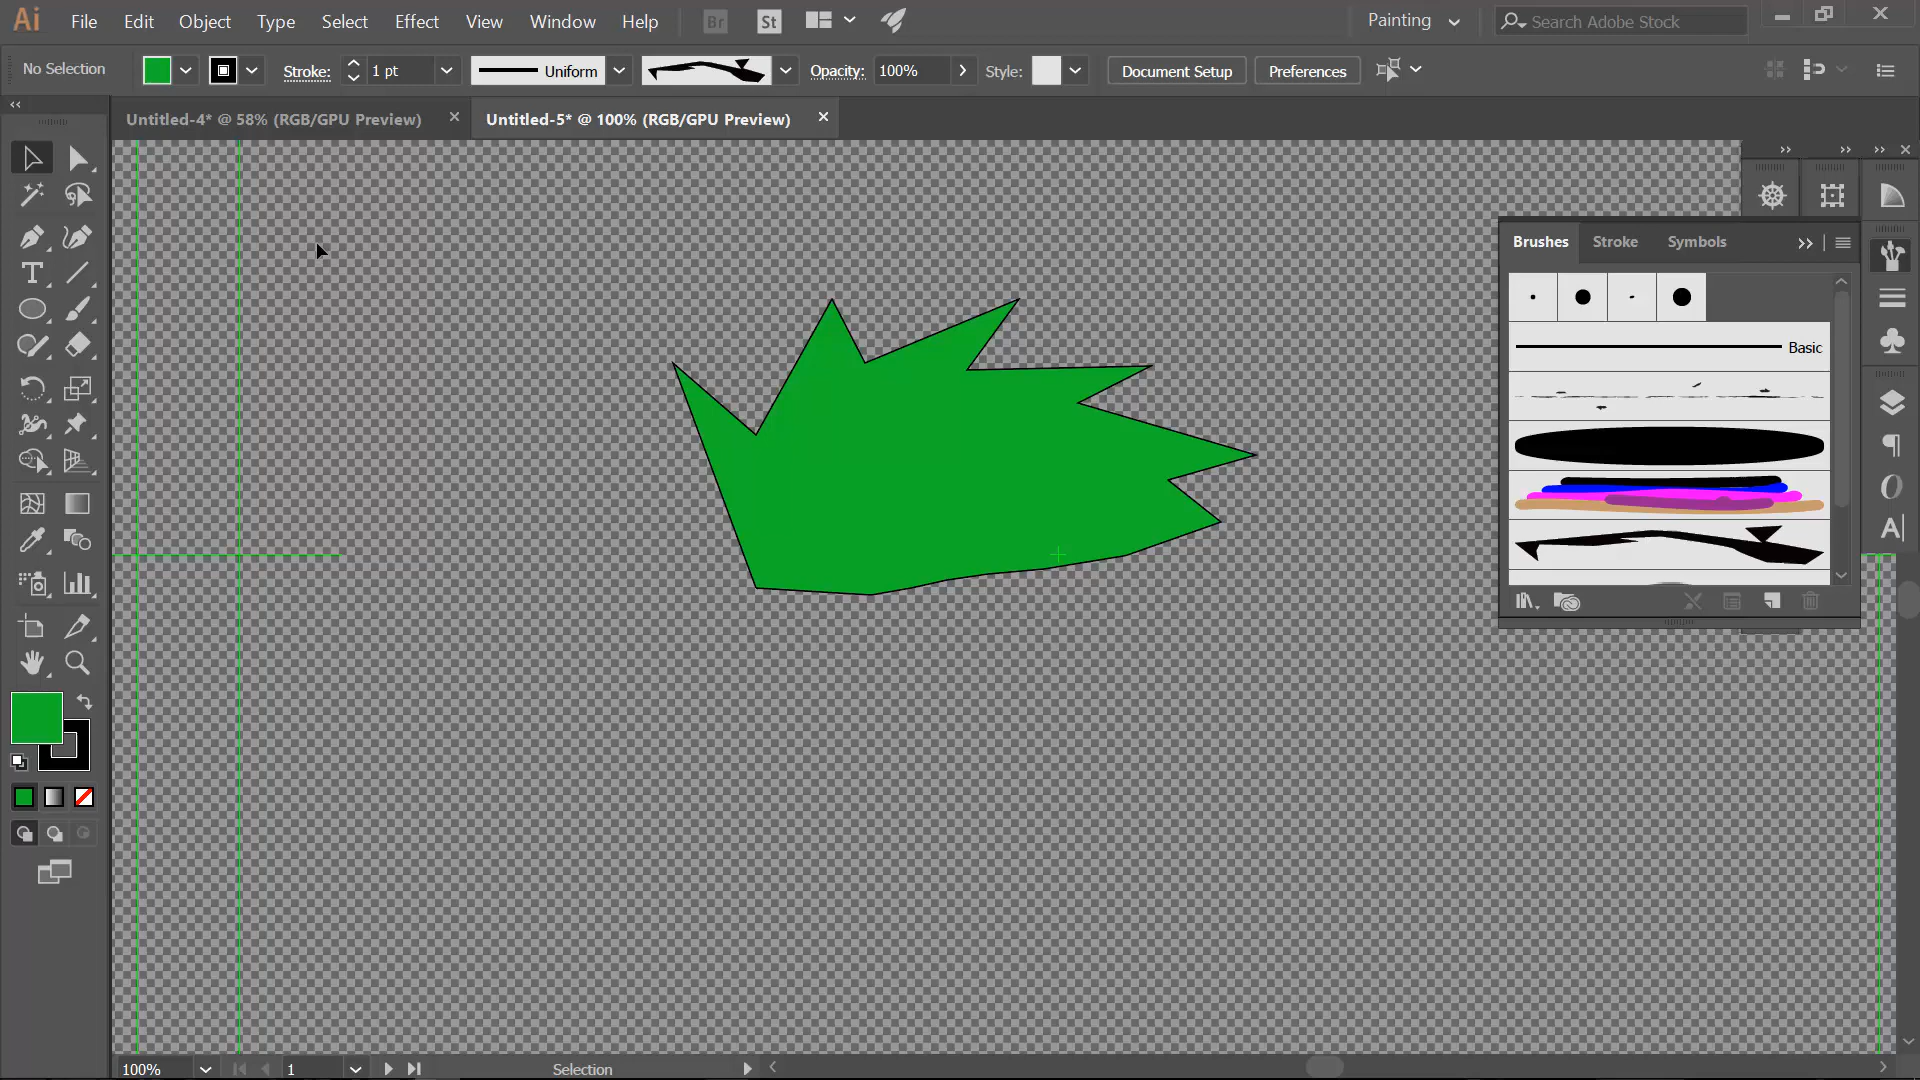 Ai File Edit Object Type Select Effect View Window Help Br St Painting Search Adobe Stock
No Selection Stroke: 1 pt Uniform Opacity: 100% Style: Document Setup Preferences
Untitled-4* @ 58% (RGB/GPU Preview) Untitled-5* @ 100% (RGB/GPU Preview)
Brushes Stroke Symbols
Basic
100% 1 Selection